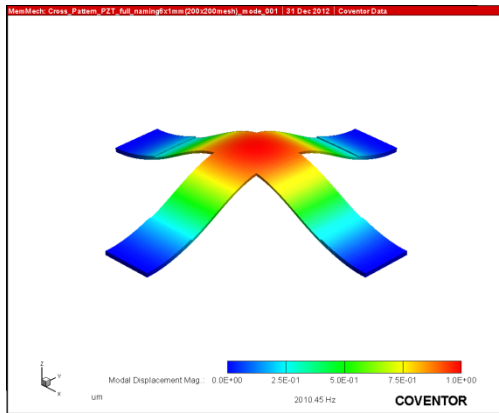 MemMech: Cross_Pattern_PZT_full_naming6x1mm(200x200mesh)_mode_001 | 31 Dec 2012 | Coventor Data
Z
Y
X
Modal Displacement Mag.: 0.0E+00 2.5E-01 5.0E-01 7.5E-01 1.0E+00
um
2010.45 Hz
COVENTOR